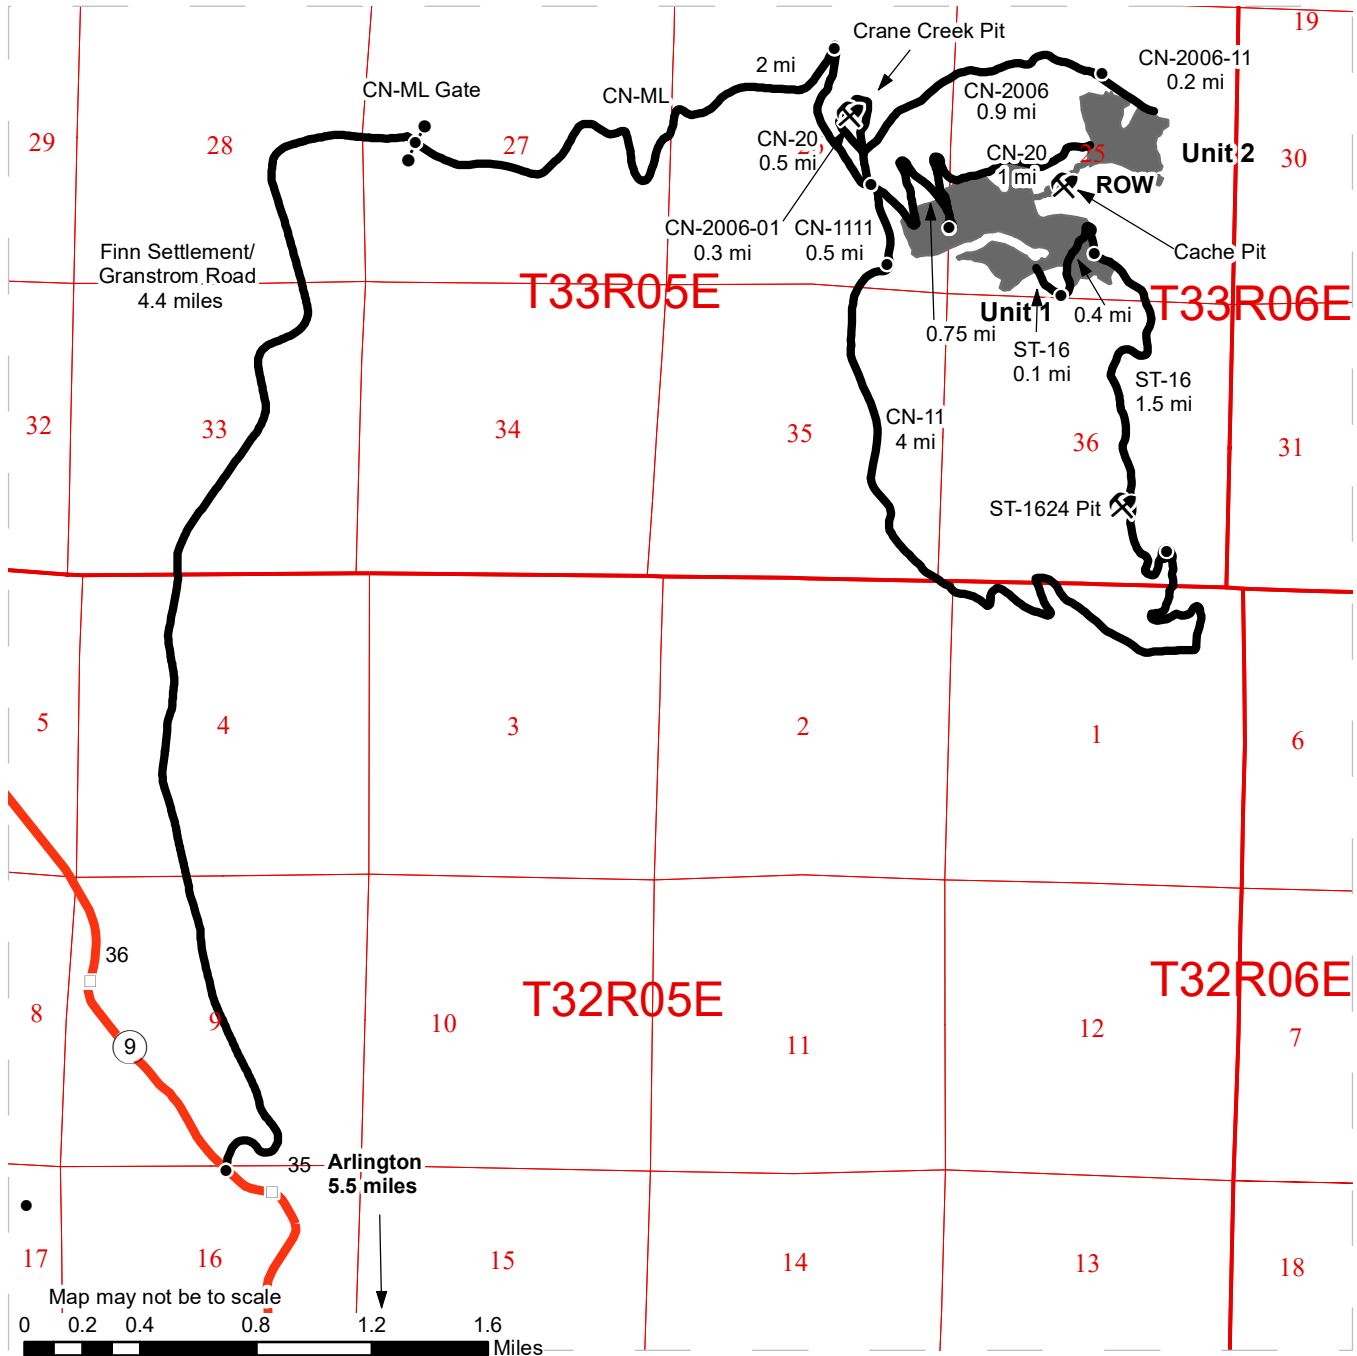 19
Crane Creek Pit
CN-2006-11
0.2 mi
2 mi
CN-ML Gate
CN-ML
CN-2006
0.9 mi
29
28
27
CN-20
0.5 mi
CN-20
1 mi
25
Unit 2
30
ROW
CN-2006-01
0.3 mi
CN-1111
0.5 mi
Cache Pit
Finn Settlement/
Granstrom Road
4.4 miles
T33R05E
T33R06E
Unit 1
0.4 mi
0.75 mi
ST-16
0.1 mi
ST-16
1.5 mi
CN-11
4 mi
32
33
34
35
36
31
ST-1624 Pit
5
4
3
2
1
6
36
T32R05E
T32R06E
8
9
10
11
12
7
9
35
Arlington
5.5 miles
17
16
15
14
13
18
Map may not be to scale
0 0.2 0.4 0.8 1.2 1.6
Miles